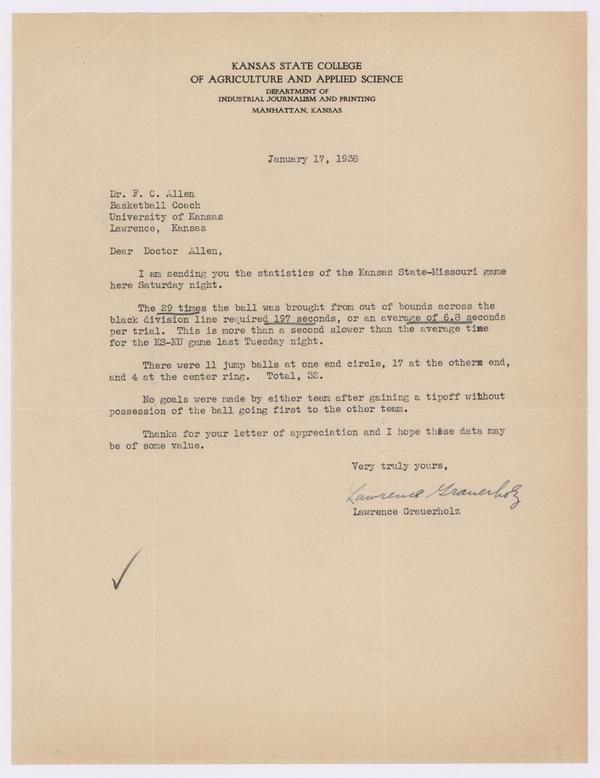 KANSAS STATE COLLEGE
OF AGRICULTURE AND APPLIED SCIENCE
DEPARTMENT OF
INDUSTRIAL JOURNALISM AND PRINTING
MANHATTAN, KANSAS
January 17, 1938
Dr. F. C. Allen
Basketball Coach
University of Kansas
Lawrence, Kansas
Dear Doctor Allen,
I am sending you the statistics of the Kansas State-Missouri game
here Saturday night.
The 29 times the ball was brought from out of bounds across the
black division line required 197 seconds, or an average of 6.8 seconds
per trial. This is more than a second slower than the average time
for the KS-KU game last Tuesday night.
There were 11 jump balls at one end circle, 17 at the other end,
and 4 at the center ring. Total, 32.
No goals were made by either team after gaining a tipoff without
possession of the ball going first to the other team.
Thanks for your letter of appreciation and I hope these data may
be of some value.
Very truly yours,
Lawrence Grauerholz
Lawrence Grauerholz